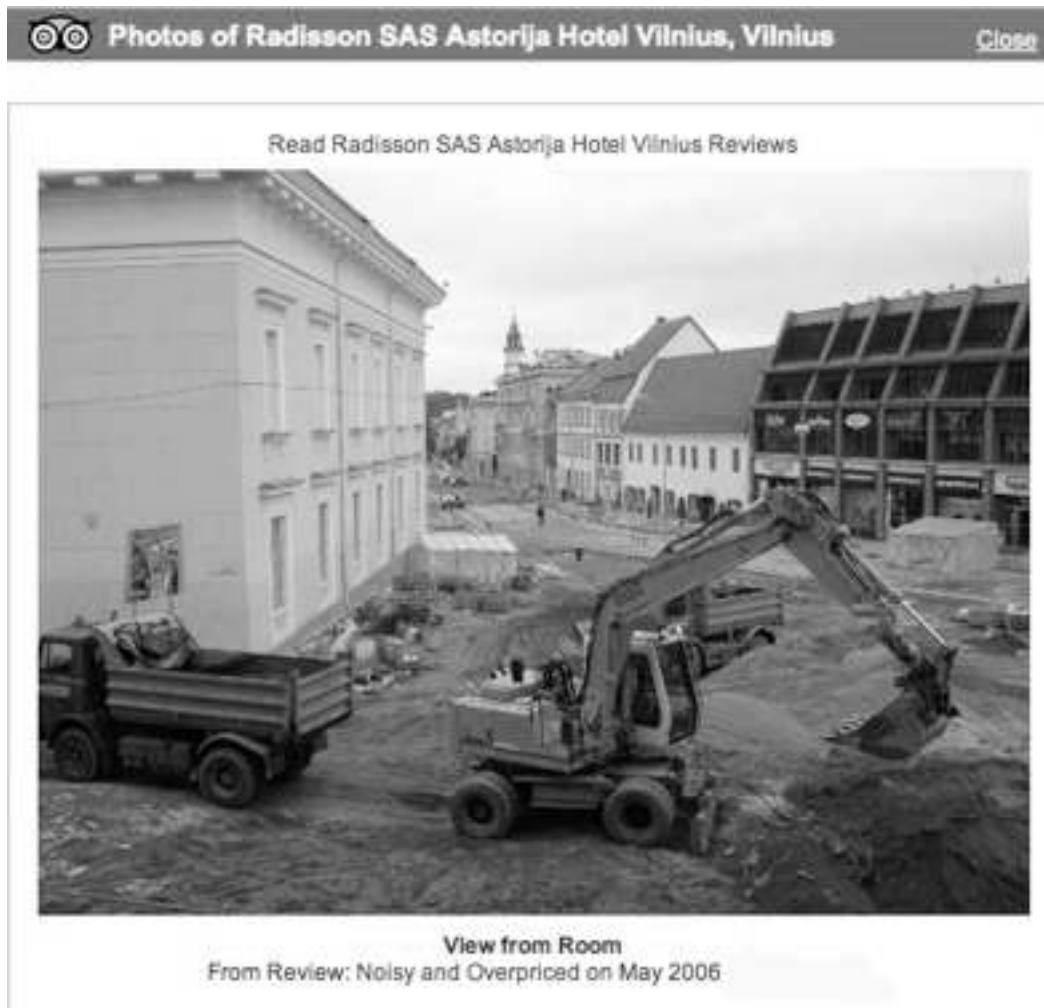 Photos of Radisson SAS Astorija Hotel Vilnius, Vilnius
Close
Read Radisson SAS Astorija Hotel Vilnius Reviews
View from Room
From Review: Noisy and Overpriced on May 2006